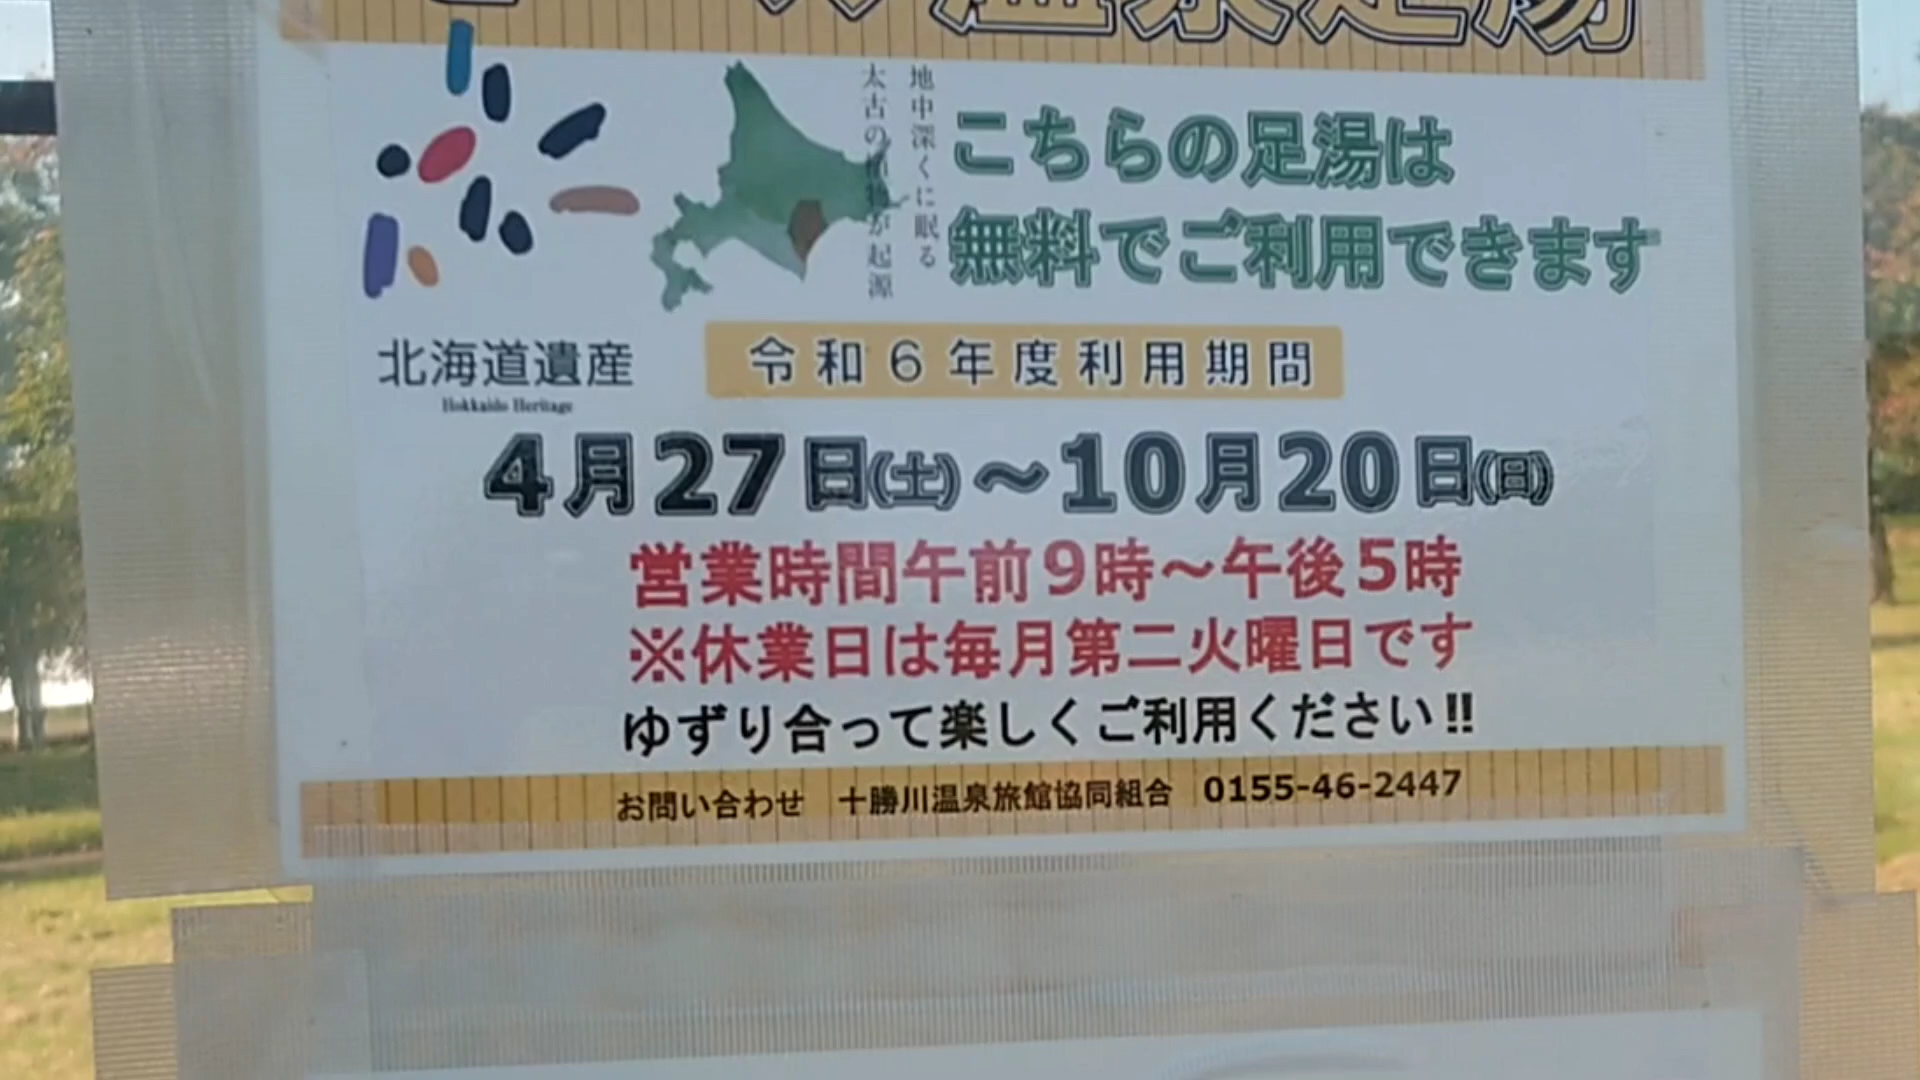 温泉足湯
地中深くに眠る
太古の植物が起源
こちらの足湯は
無料でご利用できます
北海道遺産
Hokkaido Heritage
令和6年度利用期間
4月27日(土)～10月20日(日)
営業時間午前9時～午後5時
※休業日は毎月第二火曜日です
ゆずり合って楽しくご利用ください!!
お問い合わせ 十勝川温泉旅館協同組合 0155-46-2447